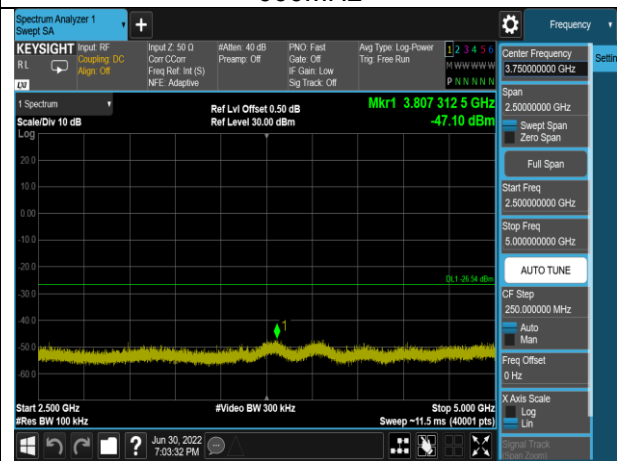 Spectrum Analyzer 1
Swept SA
Frequency
KEYSIGHT
RL
Input: RF
Coupling: DC
Align: Off
Input Z: 50 Ω
Corr CCorr
Freq Ref: Int (S)
NFE: Adaptive
#Atten: 40 dB
Preamp: Off
PNO: Fast
Gate: Off
IF Gain: Low
Sig Track: Off
Avg Type: Log-Power
Trig: Free Run
1 2 3 4 5 6
M W W W W W
P N N N N N
1 Spectrum
Scale/Div 10 dB
Log
Ref Lvl Offset 0.50 dB
Ref Level 30.00 dBm
Mkr1 3.807 312 5 GHz
-47.10 dBm
20.0
10.0
0.00
-10.0
-20.0
-30.0
-40.0
-50.0
-60.0
DL1 -26.54 dBm
1
Start 2.500 GHz
#Res BW 100 kHz
#Video BW 300 kHz
Stop 5.000 GHz
Sweep ~11.5 ms (40001 pts)
Jun 30, 2022
7:03:32 PM
Center Frequency
3.750000000 GHz
Settin
Span
2.50000000 GHz
Swept Span
Zero Span
Full Span
Start Freq
2.500000000 GHz
Stop Freq
5.000000000 GHz
AUTO TUNE
CF Step
250.000000 MHz
Auto
Man
Freq Offset
0 Hz
X Axis Scale
Log
Lin
Signal Track
(Span Zoom)